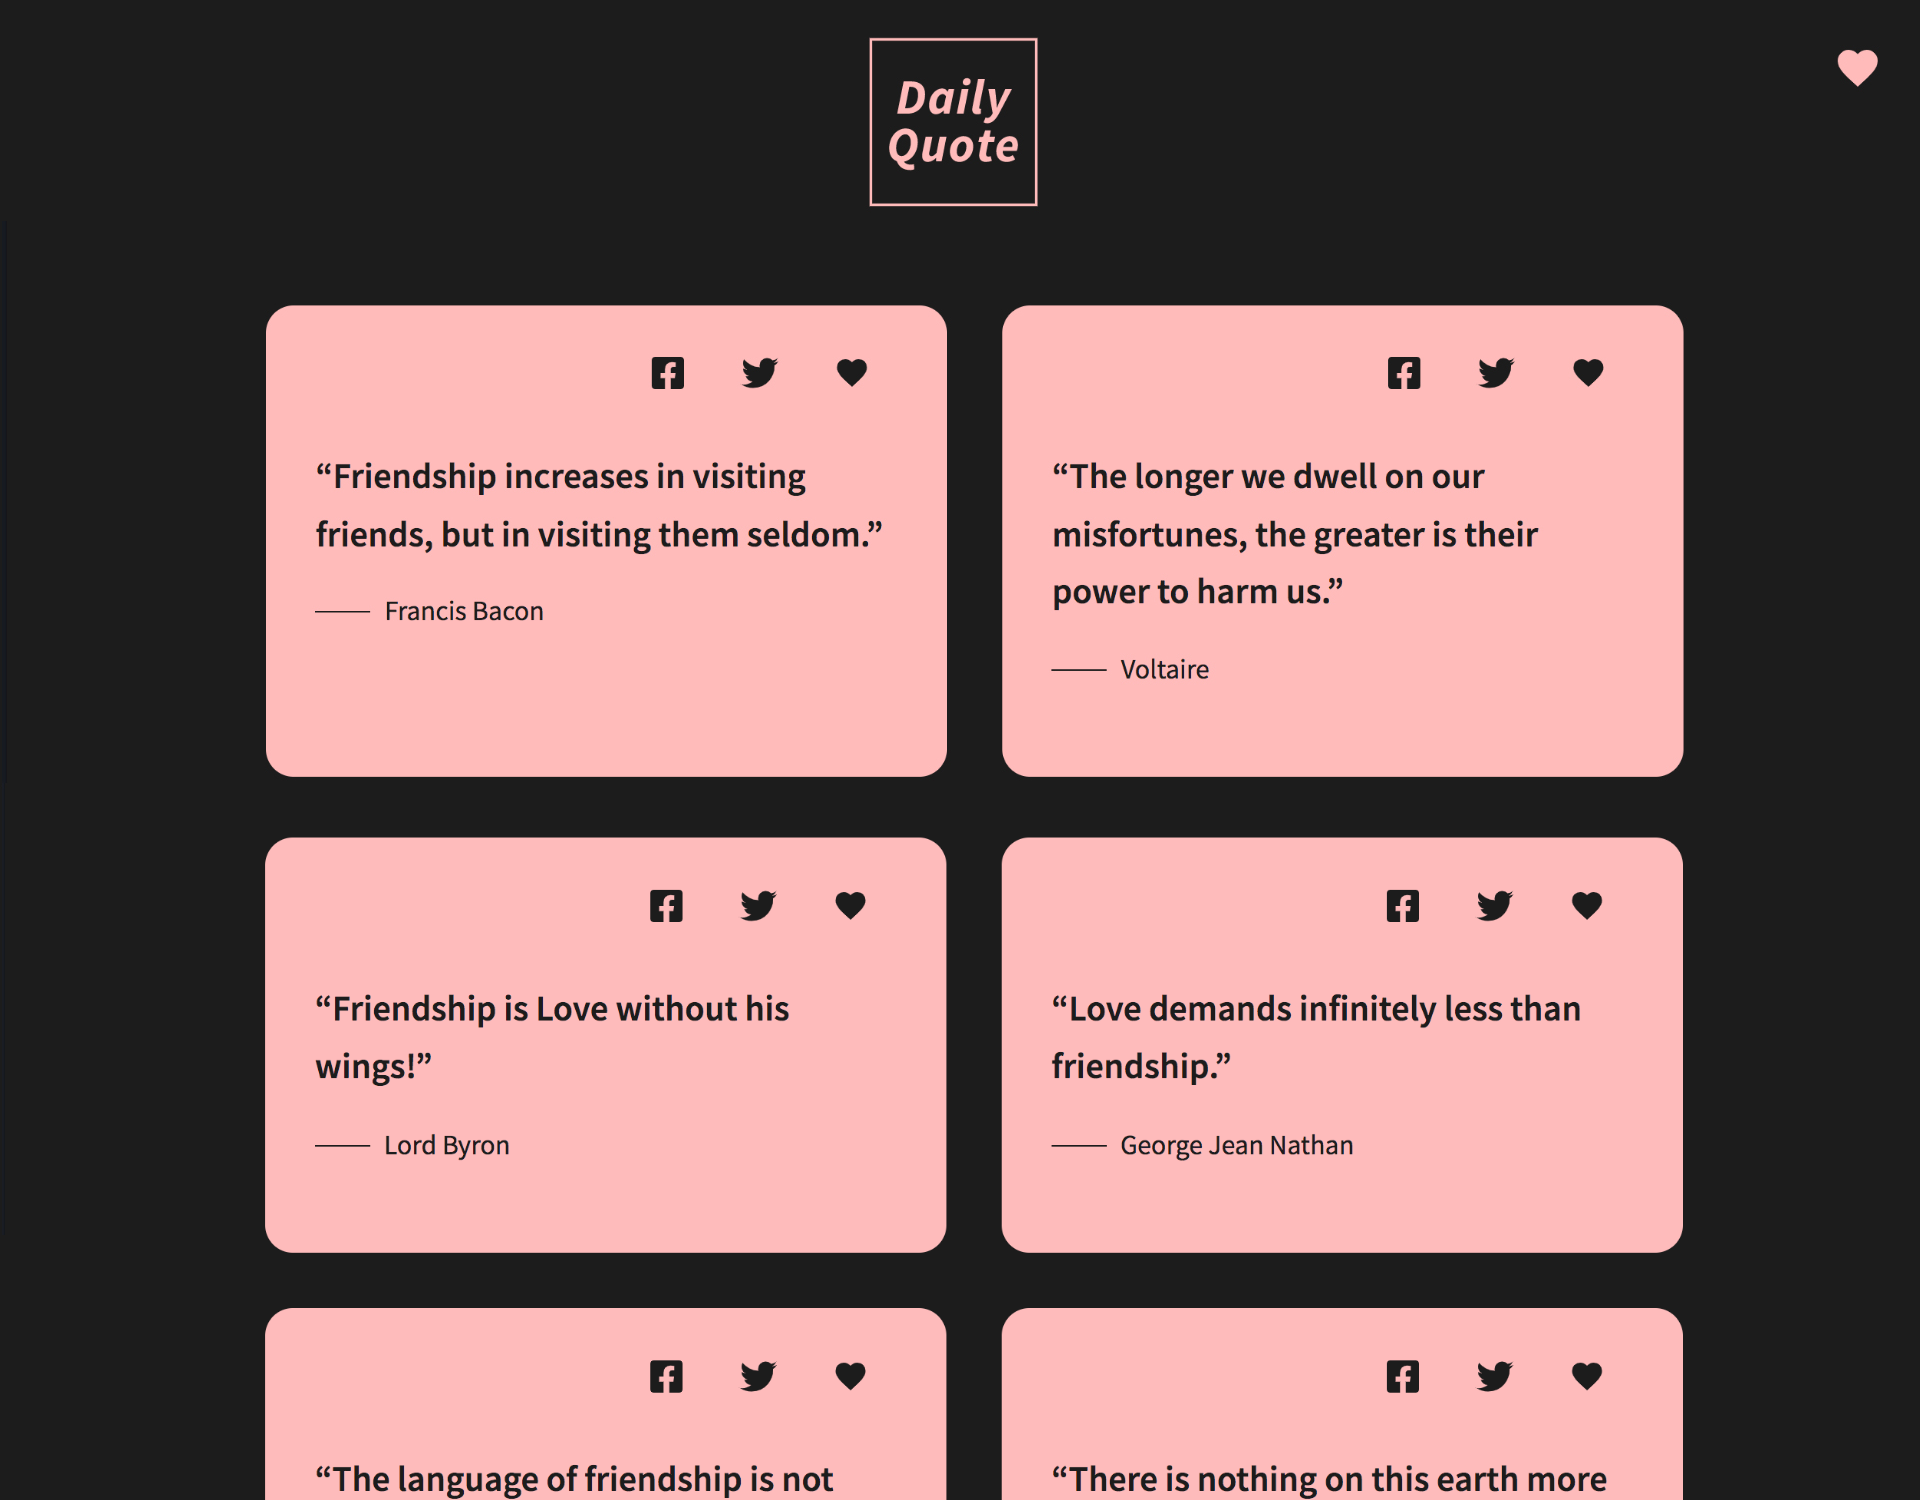 Daily
Quote
“Friendship increases in visiting
friends, but in visiting them seldom.”
Francis Bacon
“The longer we dwell on our
misfortunes, the greater is their
power to harm us.”
Voltaire
“Friendship is Love without his
wings!”
Lord Byron
“Love demands infinitely less than
friendship.”
George Jean Nathan
“The language of friendship is not
“There is nothing on this earth more